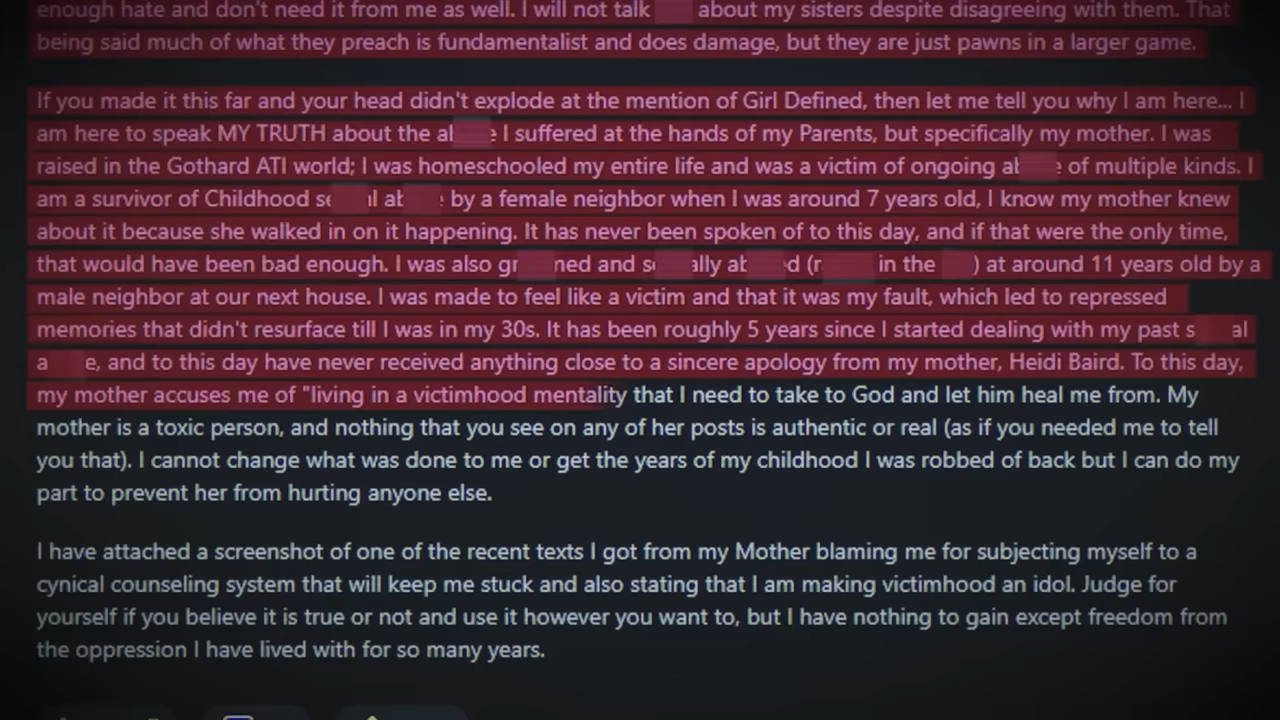 enough hate and don't need it from me as well. I will not talk about my sisters despite disagreeing with them. That
being said much of what they preach is fundamentalist and does damage, but they are just pawns in a larger game.
If you made it this far and your head didn't explode at the mention of Girl Defined, then let me tell you why I am here... I
am here to speak MY TRUTH about the al e I suffered at the hands of my Parents, but specifically my mother. I was
raised in the Gothard ATI world; I was homeschooled my entire life and was a victim of ongoing ab e of multiple kinds. I
am a survivor of Childhood se l ab e by a female neighbor when I was around 7 years old, I know my mother knew
about it because she walked in on it happening. It has never been spoken of to this day, and if that were the only time,
that would have been bad enough. I was also gr med and s ally ab d (r in the ) at around 11 years old by a
male neighbor at our next house. I was made to feel like a victim and that it was my fault, which led to repressed
memories that didn't resurface till I was in my 30s. It has been roughly 5 years since I started dealing with my past s al
a e, and to this day have never received anything close to a sincere apology from my mother, Heidi Baird. To this day,
my mother accuses me of "living in a victimhood mentality that I need to take to God and let him heal me from. My
mother is a toxic person, and nothing that you see on any of her posts is authentic or real (as if you needed me to tell
you that). I cannot change what was done to me or get the years of my childhood I was robbed of back but I can do my
part to prevent her from hurting anyone else.
I have attached a screenshot of one of the recent texts I got from my Mother blaming me for subjecting myself to a
cynical counseling system that will keep me stuck and also stating that I am making victimhood an idol. Judge for
yourself if you believe it is true or not and use it however you want to, but I have nothing to gain except freedom from
the oppression I have lived with for so many years.